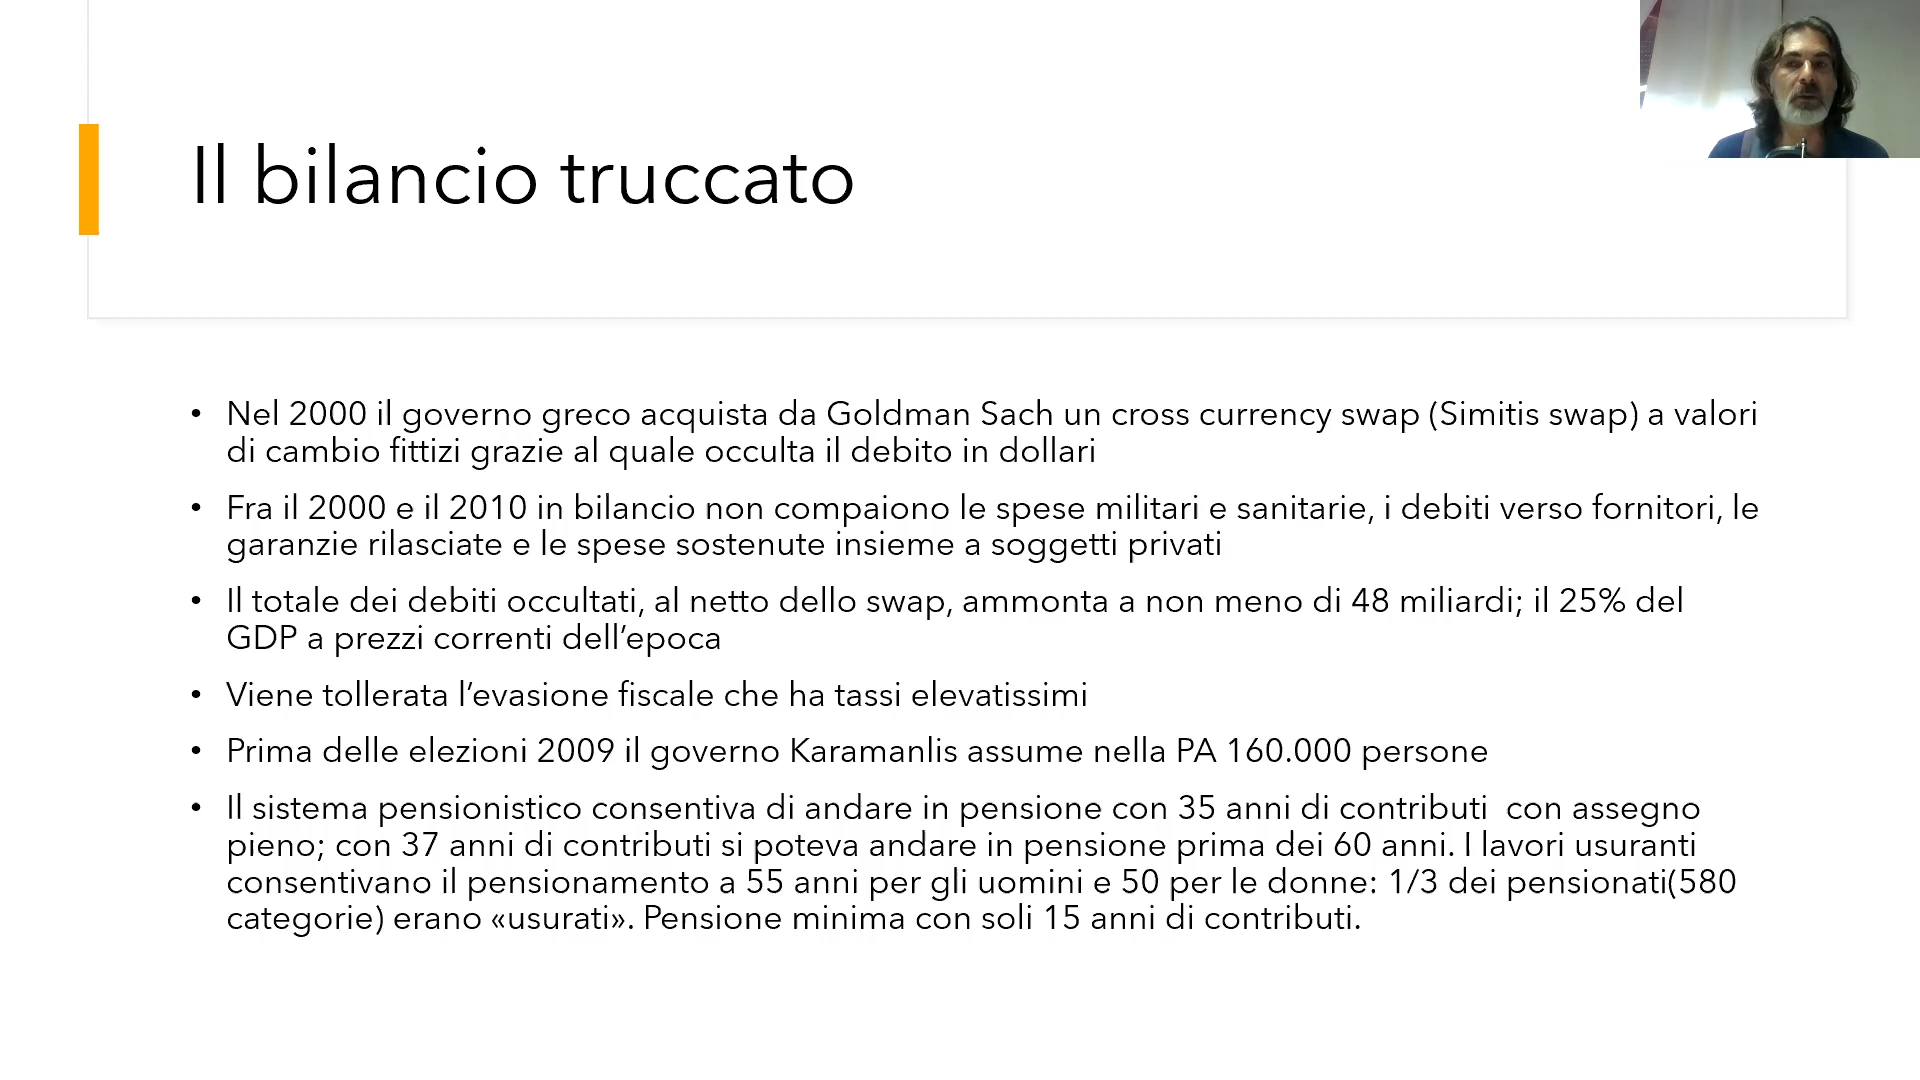 Il bilancio truccato
• Nel 2000 il governo greco acquista da Goldman Sach un cross currency swap (Simitis swap) a valori
di cambio fittizi grazie al quale occulta il debito in dollari
• Fra il 2000 e il 2010 in bilancio non compaiono le spese militari e sanitarie, i debiti verso fornitori, le
garanzie rilasciate e le spese sostenute insieme a soggetti privati
• Il totale dei debiti occultati, al netto dello swap, ammonta a non meno di 48 miliardi; il 25% del
GDP a prezzi correnti dell’epoca
• Viene tollerata l’evasione fiscale che ha tassi elevatissimi
• Prima delle elezioni 2009 il governo Karamanlis assume nella PA 160.000 persone
• Il sistema pensionistico consentiva di andare in pensione con 35 anni di contributi  con assegno
pieno; con 37 anni di contributi si poteva andare in pensione prima dei 60 anni. I lavori usuranti
consentivano il pensionamento a 55 anni per gli uomini e 50 per le donne: 1/3 dei pensionati(580
categorie) erano «usurati». Pensione minima con soli 15 anni di contributi.